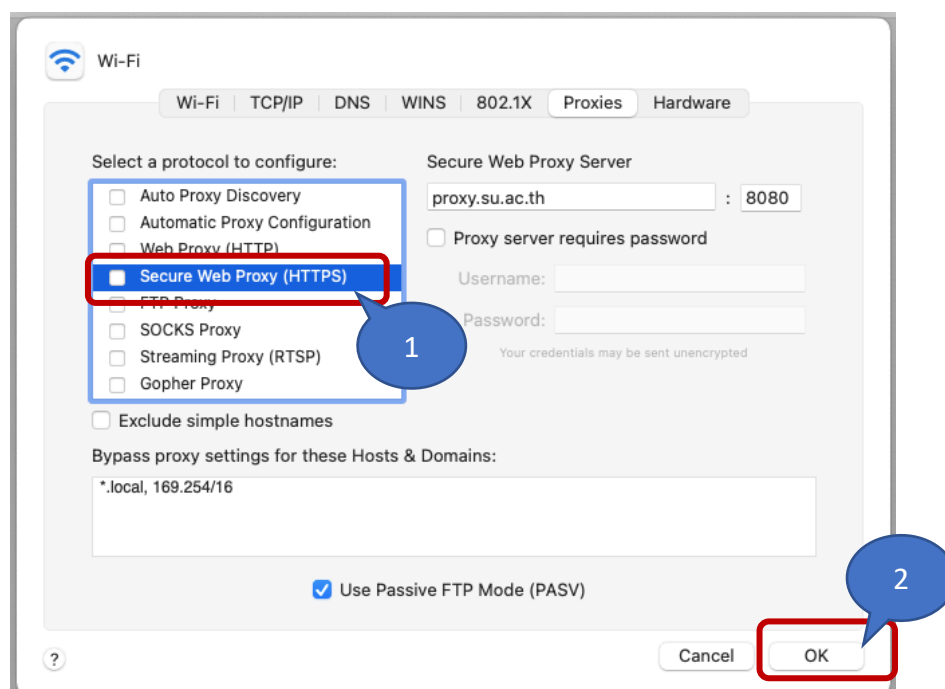 Wi-Fi
Wi-Fi TCP/IP DNS WINS 802.1X Proxies Hardware
Select a protocol to configure:
Auto Proxy Discovery
Automatic Proxy Configuration
Web Proxy (HTTP)
Secure Web Proxy (HTTPS)
FTP Proxy
SOCKS Proxy
Streaming Proxy (RTSP)
Gopher Proxy
1
Exclude simple hostnames
Secure Web Proxy Server
proxy.su.ac.th : 8080
Proxy server requires password
Username:
Password:
Your credentials may be sent unencrypted
Bypass proxy settings for these Hosts & Domains:
*.local, 169.254/16
Use Passive FTP Mode (PASV)
2
?
Cancel OK